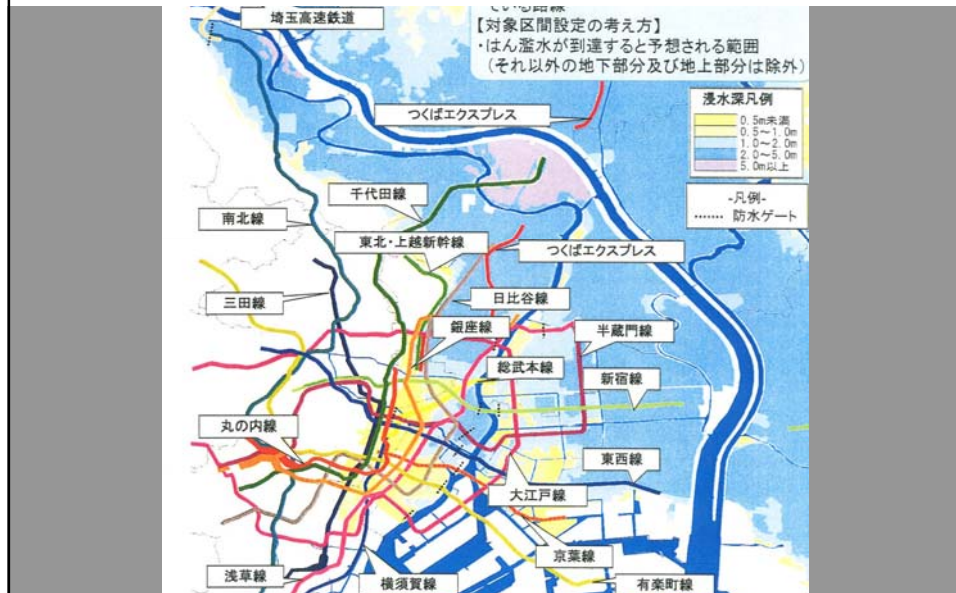 埼玉高速鉄道
ている路線
【対象区間設定の考え方】
・はん濫水が到達すると予想される範囲
(それ以外の地下部分及び地上部分は除外)
浸水深凡例
0.5m未満
0.5～1.0m
1.0～2.0m
2.0～5.0m
5.0m以上
-凡例-
防水ゲート
つくばエクスプレス
千代田線
南北線
東北・上越新幹線
つくばエクスプレス
三田線
日比谷線
銀座線
半蔵門線
総武本線
新宿線
丸の内線
東西線
大江戸線
京葉線
浅草線
横須賀線
有楽町線